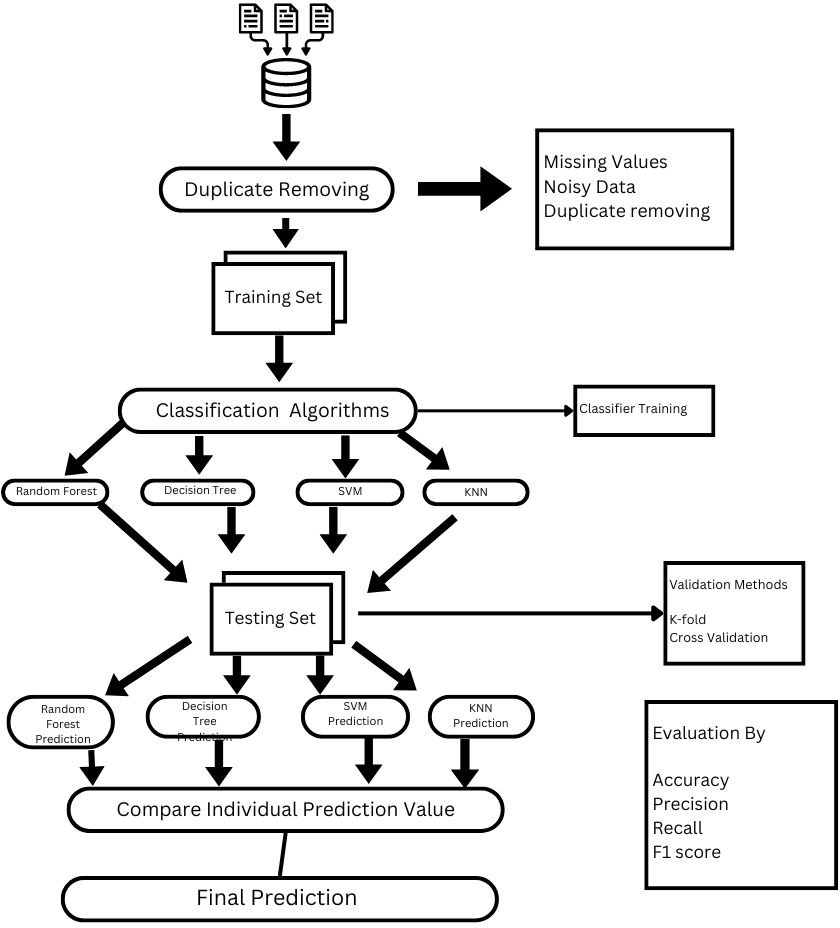 Duplicate Removing
Missing Values
Noisy Data
Duplicate removing
Training Set
Classification Algorithms
Classifier Training
Random Forest
Decision Tree
SVM
KNN
Testing Set
Validation Methods
K-fold
Cross Validation
Random
Forest
Prediction
Decision
Tree
Prediction
SVM
Prediction
KNN
Prediction
Evaluation By
Accuracy
Precision
Recall
F1 score
Compare Individual Prediction Value
Final Prediction